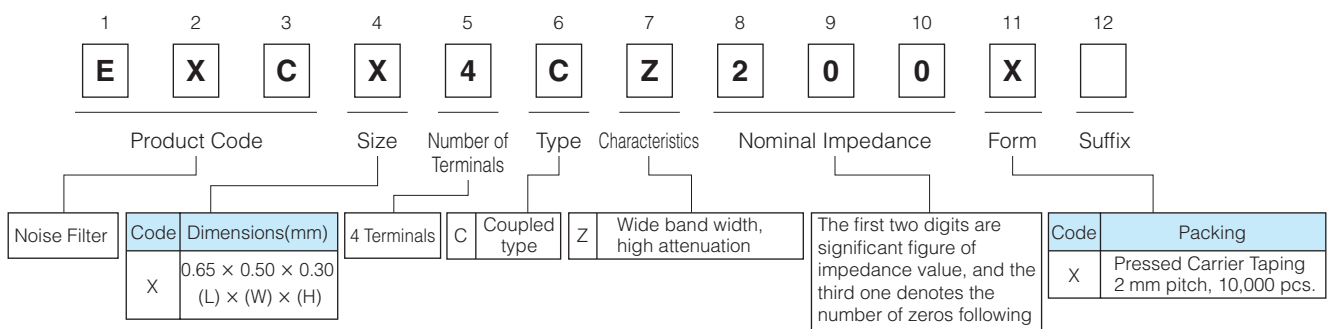 1 2 3 4 5 6 7 8 9 10 11 12
E X C X 4 C Z 2 0 0 X
Product Code Size Number of Terminals Type Characteristics Nominal Impedance Form Suffix
Noise Filter
Code Dimensions(mm)
X 0.65 × 0.50 × 0.30
(L) × (W) × (H)
4 Terminals
C Coupled
type
Z Wide band width,
high attenuation
The first two digits are
significant figure of
impedance value, and the
third one denotes the
number of zeros following
Code Packing
X Pressed Carrier Taping
2 mm pitch, 10,000 pcs.